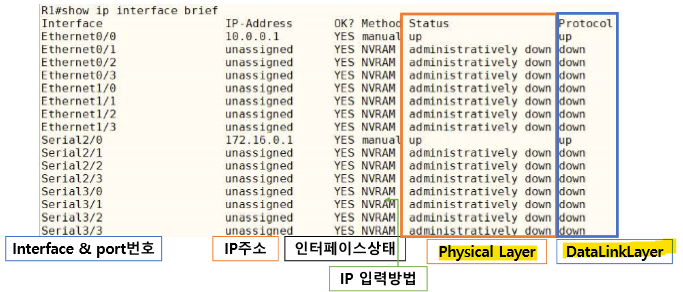 R1#show ip interface brief
Interface IP-Address OK? Method Status Protocol
Ethernet0/0 10.0.0.1 YES manual up up
Ethernet0/1 unassigned YES NVRAM administratively down down
Ethernet0/2 unassigned YES NVRAM administratively down down
Ethernet0/3 unassigned YES NVRAM administratively down down
Ethernet1/0 unassigned YES NVRAM administratively down down
Ethernet1/1 unassigned YES NVRAM administratively down down
Ethernet1/2 unassigned YES NVRAM administratively down down
Ethernet1/3 unassigned YES NVRAM administratively down down
Serial2/0 172.16.0.1 YES manual up up
Serial2/1 unassigned YES NVRAM administratively down down
Serial2/2 unassigned YES NVRAM administratively down down
Serial2/3 unassigned YES NVRAM administratively down down
Serial3/0 unassigned YES NVRAM administratively down down
Serial3/1 unassigned YES NVRAM administratively down down
Serial3/2 unassigned YES NVRAM administratively down down
Serial3/3 unassigned YES NVRAM administratively down down
Interface & port번호 IP주소 인터페이스상태 Physical Layer DataLinkLayer
IP 입력방법